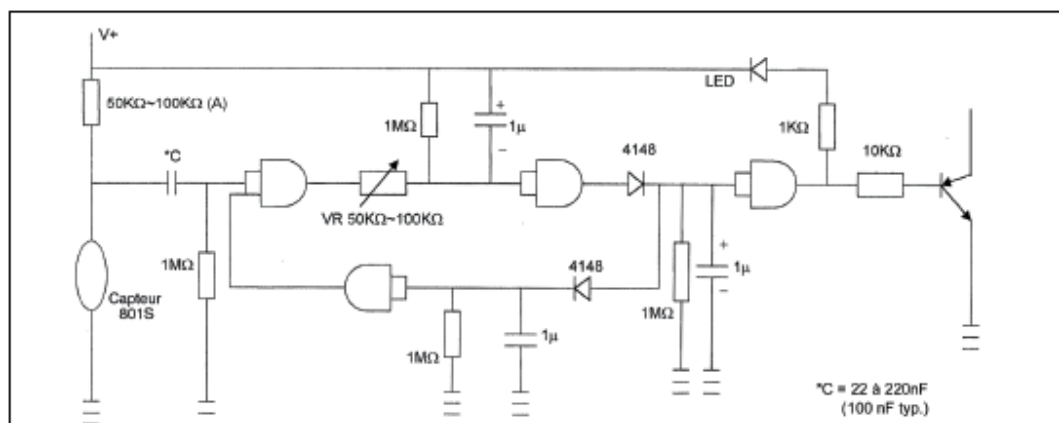 V+
50KΩ~100KΩ (A)
*C
1MΩ
Capteur
801S
1MΩ
+
1μ
–
VR 50KΩ~100KΩ
4148
LED
1KΩ
10KΩ
4148
1MΩ
1μ
1MΩ
+
1μ
–
*C = 22 à 220nF
(100 nF typ.)